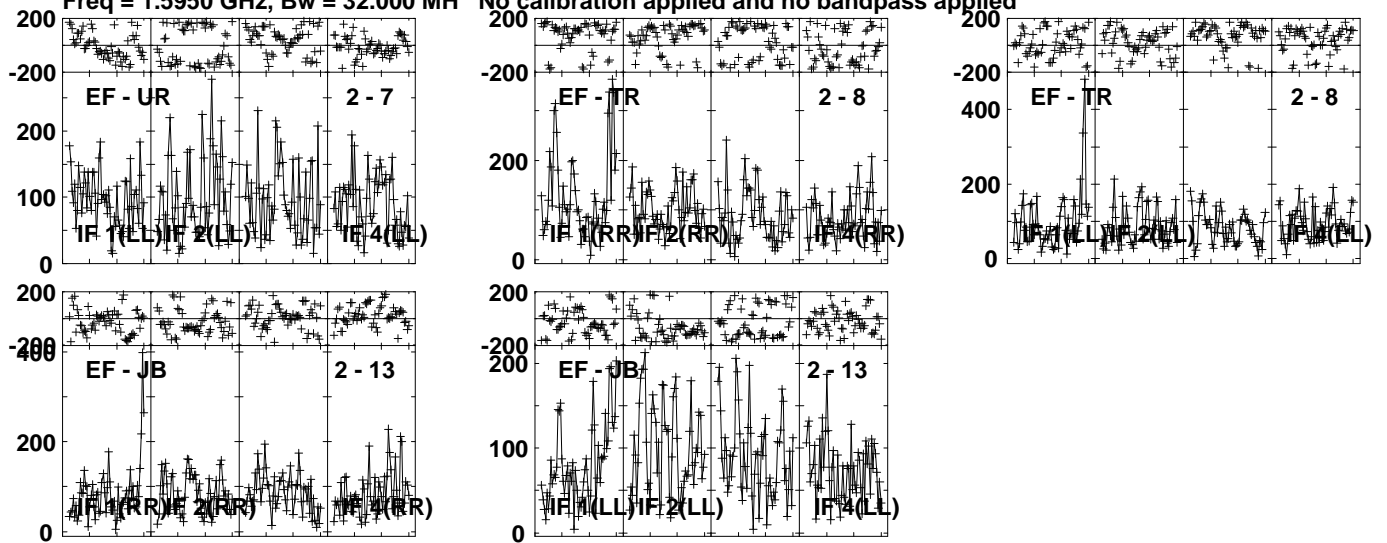 Freq = 1.5950 GHz, Bw = 32.000 MH No calibration applied and no bandpass applied
200
-200
EF - UR 2 - 7
200
100
0
IF 1(LL) IF 2(LL) IF 4(LL)
200
-200
EF - TR 2 - 8
200
0
IF 1(RR) IF 2(RR) IF 4(RR)
200
-200
EF - TR 2 - 8
400
200
0
IF 1(LL) IF 2(LL) IF 4(LL)
200
-200
400
EF - JB 2 - 13
200
0
IF 1(RR) IF 2(RR) IF 4(RR)
200
-200
200
EF - JB 2 - 13
100
0
IF 1(LL) IF 2(LL) IF 4(LL)